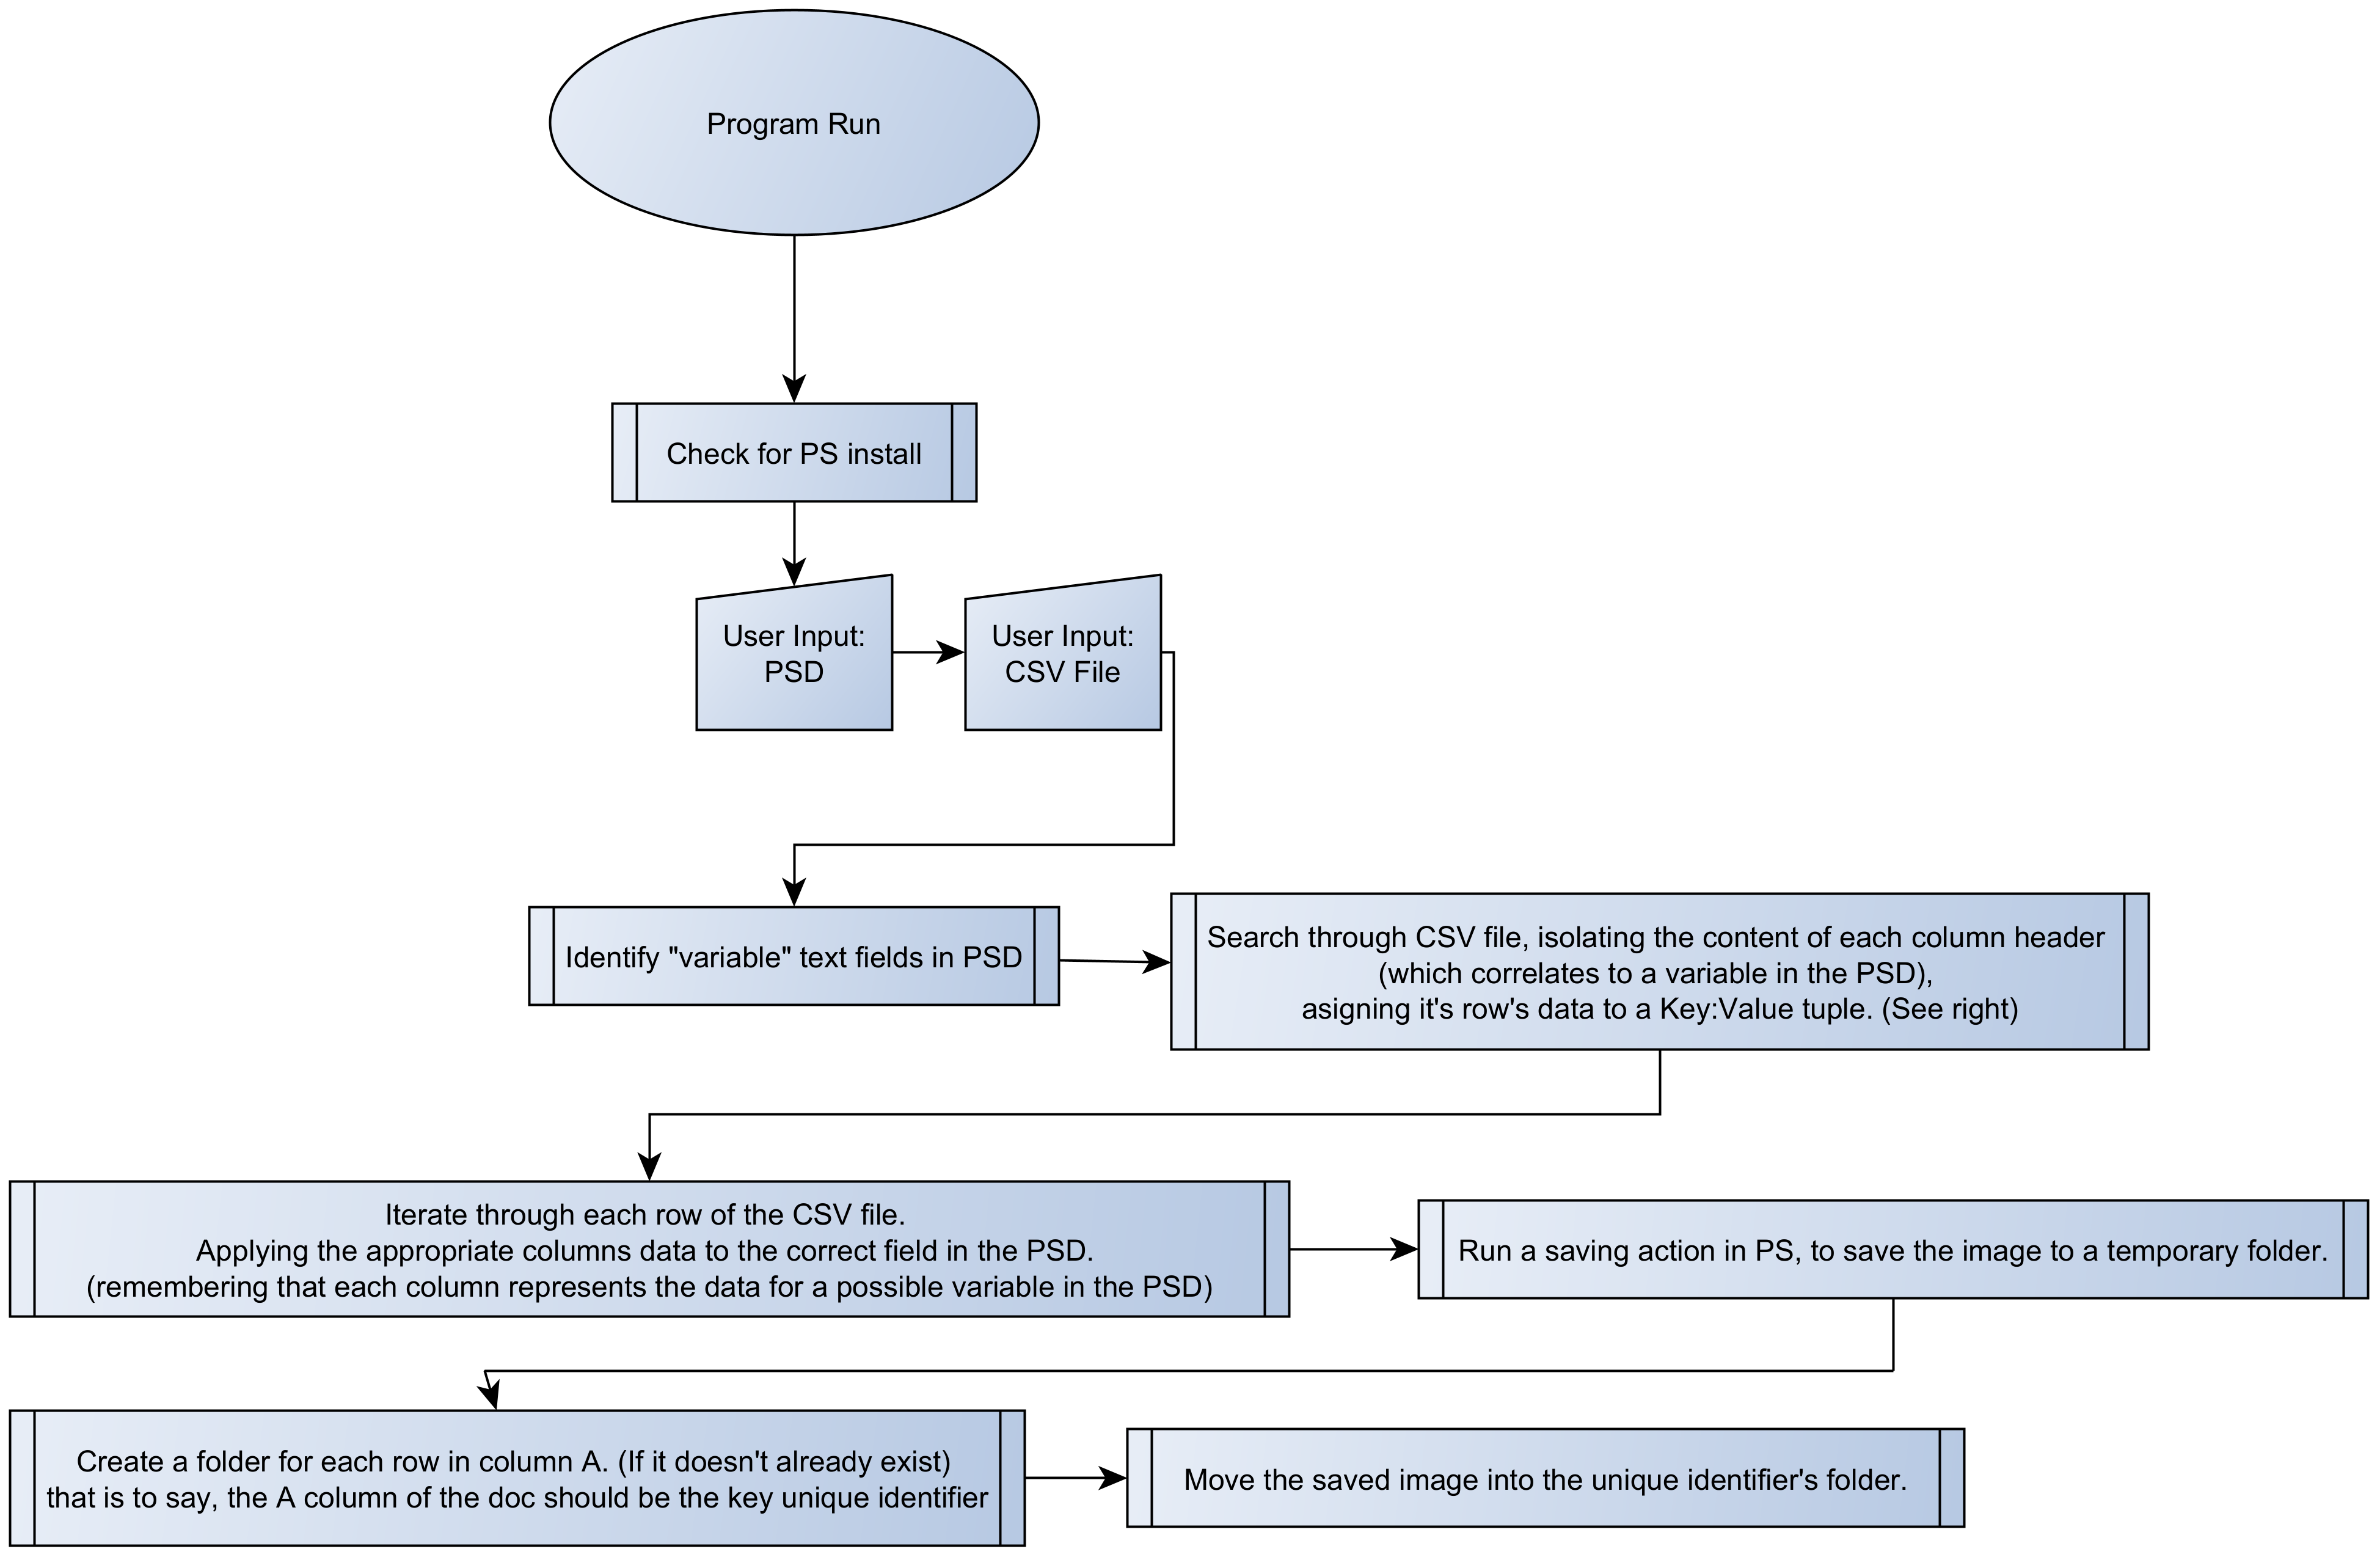 Program Run
Check for PS install
User Input:
PSD
User Input:
CSV File
Identify "variable" text fields in PSD
Search through CSV file, isolating the content of each column header
(which correlates to a variable in the PSD),
asigning it's row's data to a Key:Value tuple. (See right)
Iterate through each row of the CSV file.
Applying the appropriate columns data to the correct field in the PSD.
(remembering that each column represents the data for a possible variable in the PSD)
Run a saving action in PS, to save the image to a temporary folder.
Create a folder for each row in column A. (If it doesn't already exist)
that is to say, the A column of the doc should be the key unique identifier
Move the saved image into the unique identifier's folder.